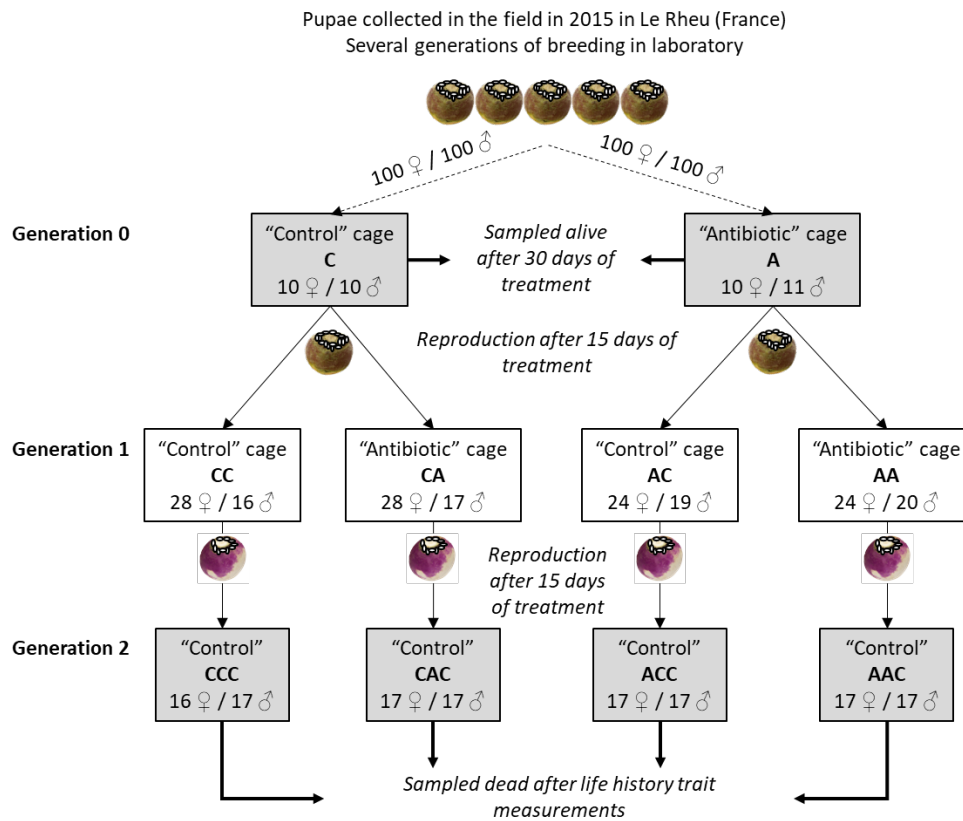 Pupae collected in the field in 2015 in Le Rheu (France)
Several generations of breeding in laboratory
100 ♀ / 100 ♂
100 ♀ / 100 ♂
Generation 0
“Control” cage
C
10 ♀ / 10 ♂
Sampled alive
after 30 days of
treatment
“Antibiotic” cage
A
10 ♀ / 11 ♂
Reproduction after 15 days of
treatment
Generation 1
“Control” cage
CC
28 ♀ / 16 ♂
“Antibiotic” cage
CA
28 ♀ / 17 ♂
“Control” cage
AC
24 ♀ / 19 ♂
“Antibiotic” cage
AA
24 ♀ / 20 ♂
Reproduction
after 15 days
of treatment
Generation 2
“Control”
CCC
16 ♀ / 17 ♂
“Control”
CAC
17 ♀ / 17 ♂
“Control”
ACC
17 ♀ / 17 ♂
“Control”
AAC
17 ♀ / 17 ♂
Sampled dead after life history trait
measurements